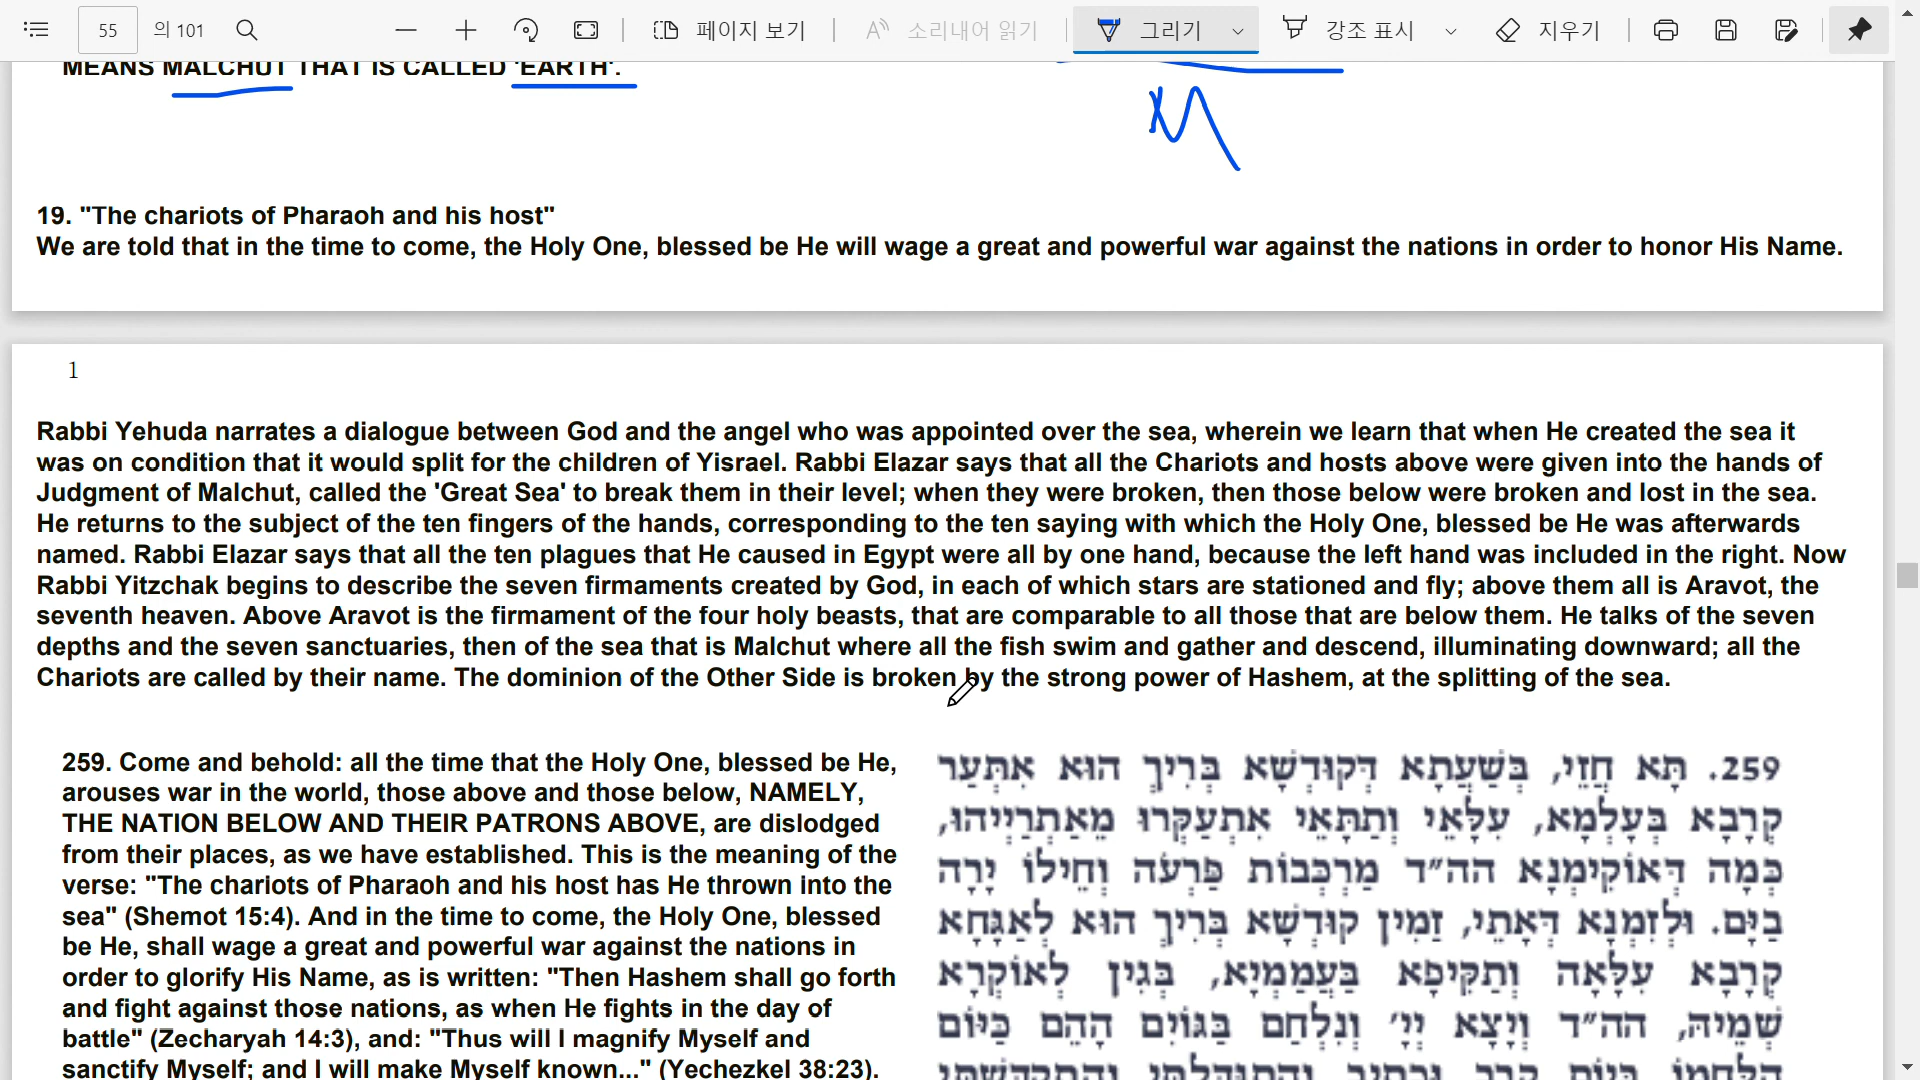 55 의 101 페이지 보기 소리내어 읽기 그리기 강조 표시 지우기
MEANS MALCHUT THAT IS CALLED 'EARTH'.
19. "The chariots of Pharaoh and his host"
We are told that in the time to come, the Holy One, blessed be He will wage a great and powerful war against the nations in order to honor His Name.
1
Rabbi Yehuda narrates a dialogue between God and the angel who was appointed over the sea, wherein we learn that when He created the sea it
was on condition that it would split for the children of Yisrael. Rabbi Elazar says that all the Chariots and hosts above were given into the hands of
Judgment of Malchut, called the 'Great Sea' to break them in their level; when they were broken, then those below were broken and lost in the sea.
He returns to the subject of the ten fingers of the hands, corresponding to the ten saying with which the Holy One, blessed be He was afterwards
named. Rabbi Elazar says that all the ten plagues that He caused in Egypt were all by one hand, because the left hand was included in the right. Now
Rabbi Yitzchak begins to describe the seven firmaments created by God, in each of which stars are stationed and fly; above them all is Aravot, the
seventh heaven. Above Aravot is the firmament of the four holy beasts, that are comparable to all those that are below them. He talks of the seven
depths and the seven sanctuaries, then of the sea that is Malchut where all the fish swim and gather and descend, illuminating downward; all the
Chariots are called by their name. The dominion of the Other Side is broken by the strong power of Hashem, at the splitting of the sea.
259. Come and behold: all the time that the Holy One, blessed be He,
arouses war in the world, those above and those below, NAMELY,
THE NATION BELOW AND THEIR PATRONS ABOVE, are dislodged
from their places, as we have established. This is the meaning of the
verse: "The chariots of Pharaoh and his host has He thrown into the
sea" (Shemot 15:4). And in the time to come, the Holy One, blessed
be He, shall wage a great and powerful war against the nations in
order to glorify His Name, as is written: "Then Hashem shall go forth
and fight against those nations, as when He fights in the day of
battle" (Zecharyah 14:3), and: "Thus will I magnify Myself and
sanctify Myself; and I will make Myself known..." (Yechezkel 38:23).
259. תָּא חֲזֵי, בְּשַׁעֲתָא דְּקוּדְשָׁא בְּרִיךְ הוּא אִתְּעַר
קְרָבָא בְּעָלְמָא, עִלָּאֵי וְתַתָּאֵי אִתְעַקְּרוּ מֵאַתְרַיְיהוּ,
כְּמָה דְּאוֹקִימְנָא הה״ד מַרְכְּבוֹת פַּרְעֹה וְחֵילוֹ יָרָה
בַיָּם. וּלְזִמְנָא דְּאָתֵי, זַמִּין קוּדְשָׁא בְּרִיךְ הוּא לְאַגָּחָא
קְרָבָא עִלָּאָה וְתַקִּיפָא בַּעֲמַמְיָא, בְּגִין לְאוֹקְרָא
שְׁמֵיהּ, הה״ד וְיָצָא יְיָ׳ וְנִלְחַם בַּגּוֹיִם הָהֵם כְּיוֹם